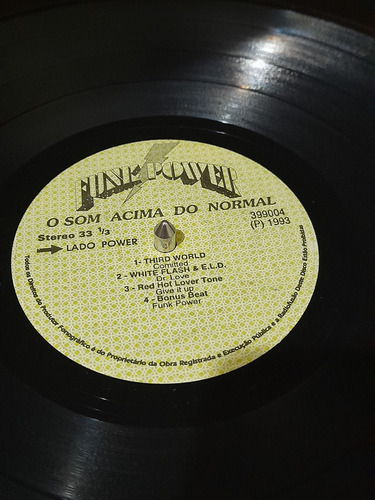 FUNK POWER
O SOM ACIMA DO NORMAL
Stereo 33 1/3
399004
(P) 1993
LADO POWER
1- THIRD WORLD
Comitted
2 - WHITE FLASH & E.L.D.
Dr. Love
3 - Red Hot Lover Tone
Give it up
4 - Bonus Beat
Funk Power
Todos os Direitos do Produtor Fonográfico e do Proprietário da Obra Registrada e Execução Pública e a Radiofusão Deste Disco Estão Proibidas